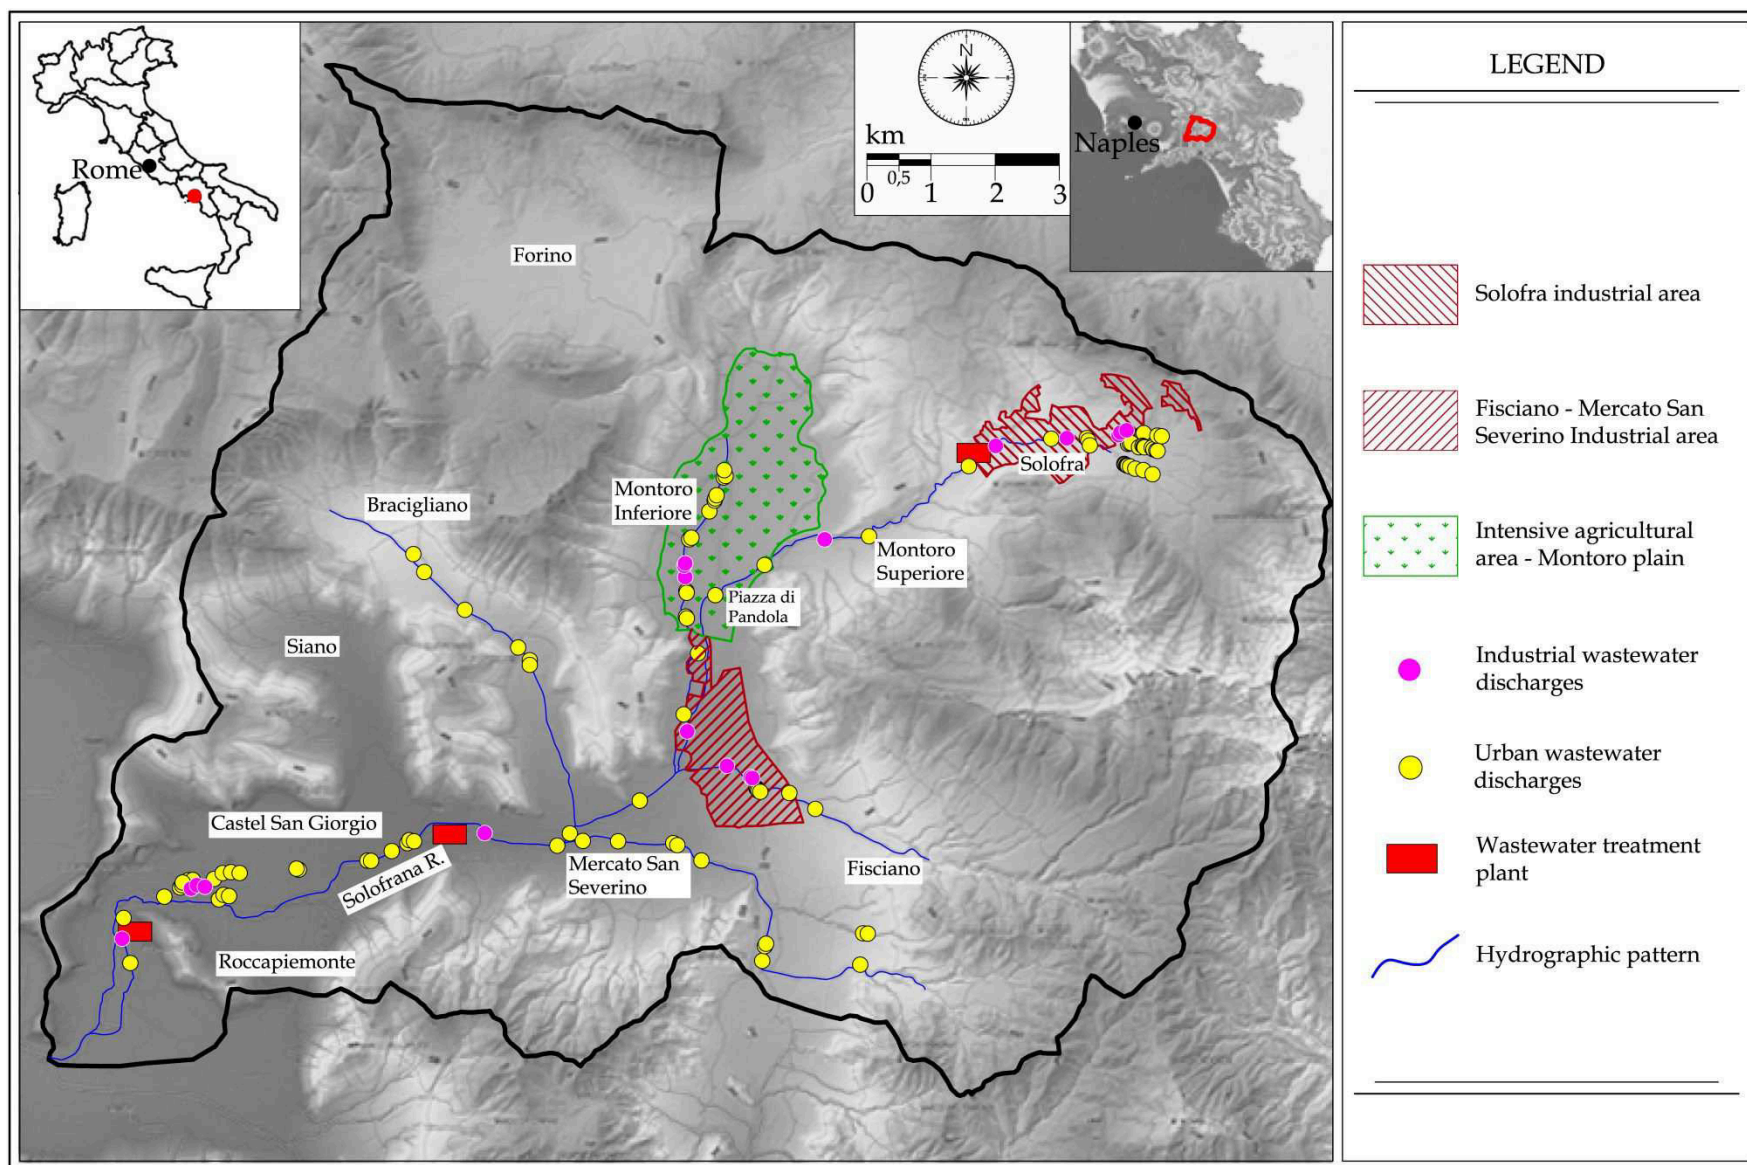 Rome
N
km
0,5
0 1 2 3
Naples
Forino
Bracigliano
Montoro
Inferiore
Solofra
Montoro
Superiore
Piazza di
Pandola
Siano
Castel San Giorgio
Solofrana R.
Mercato San
Severino
Fisciano
Roccapiemonte
LEGEND
Solofra industrial area
Fisciano - Mercato San
Severino Industrial area
Intensive agricultural
area - Montoro plain
Industrial wastewater
discharges
Urban wastewater
discharges
Wastewater treatment
plant
Hydrographic pattern